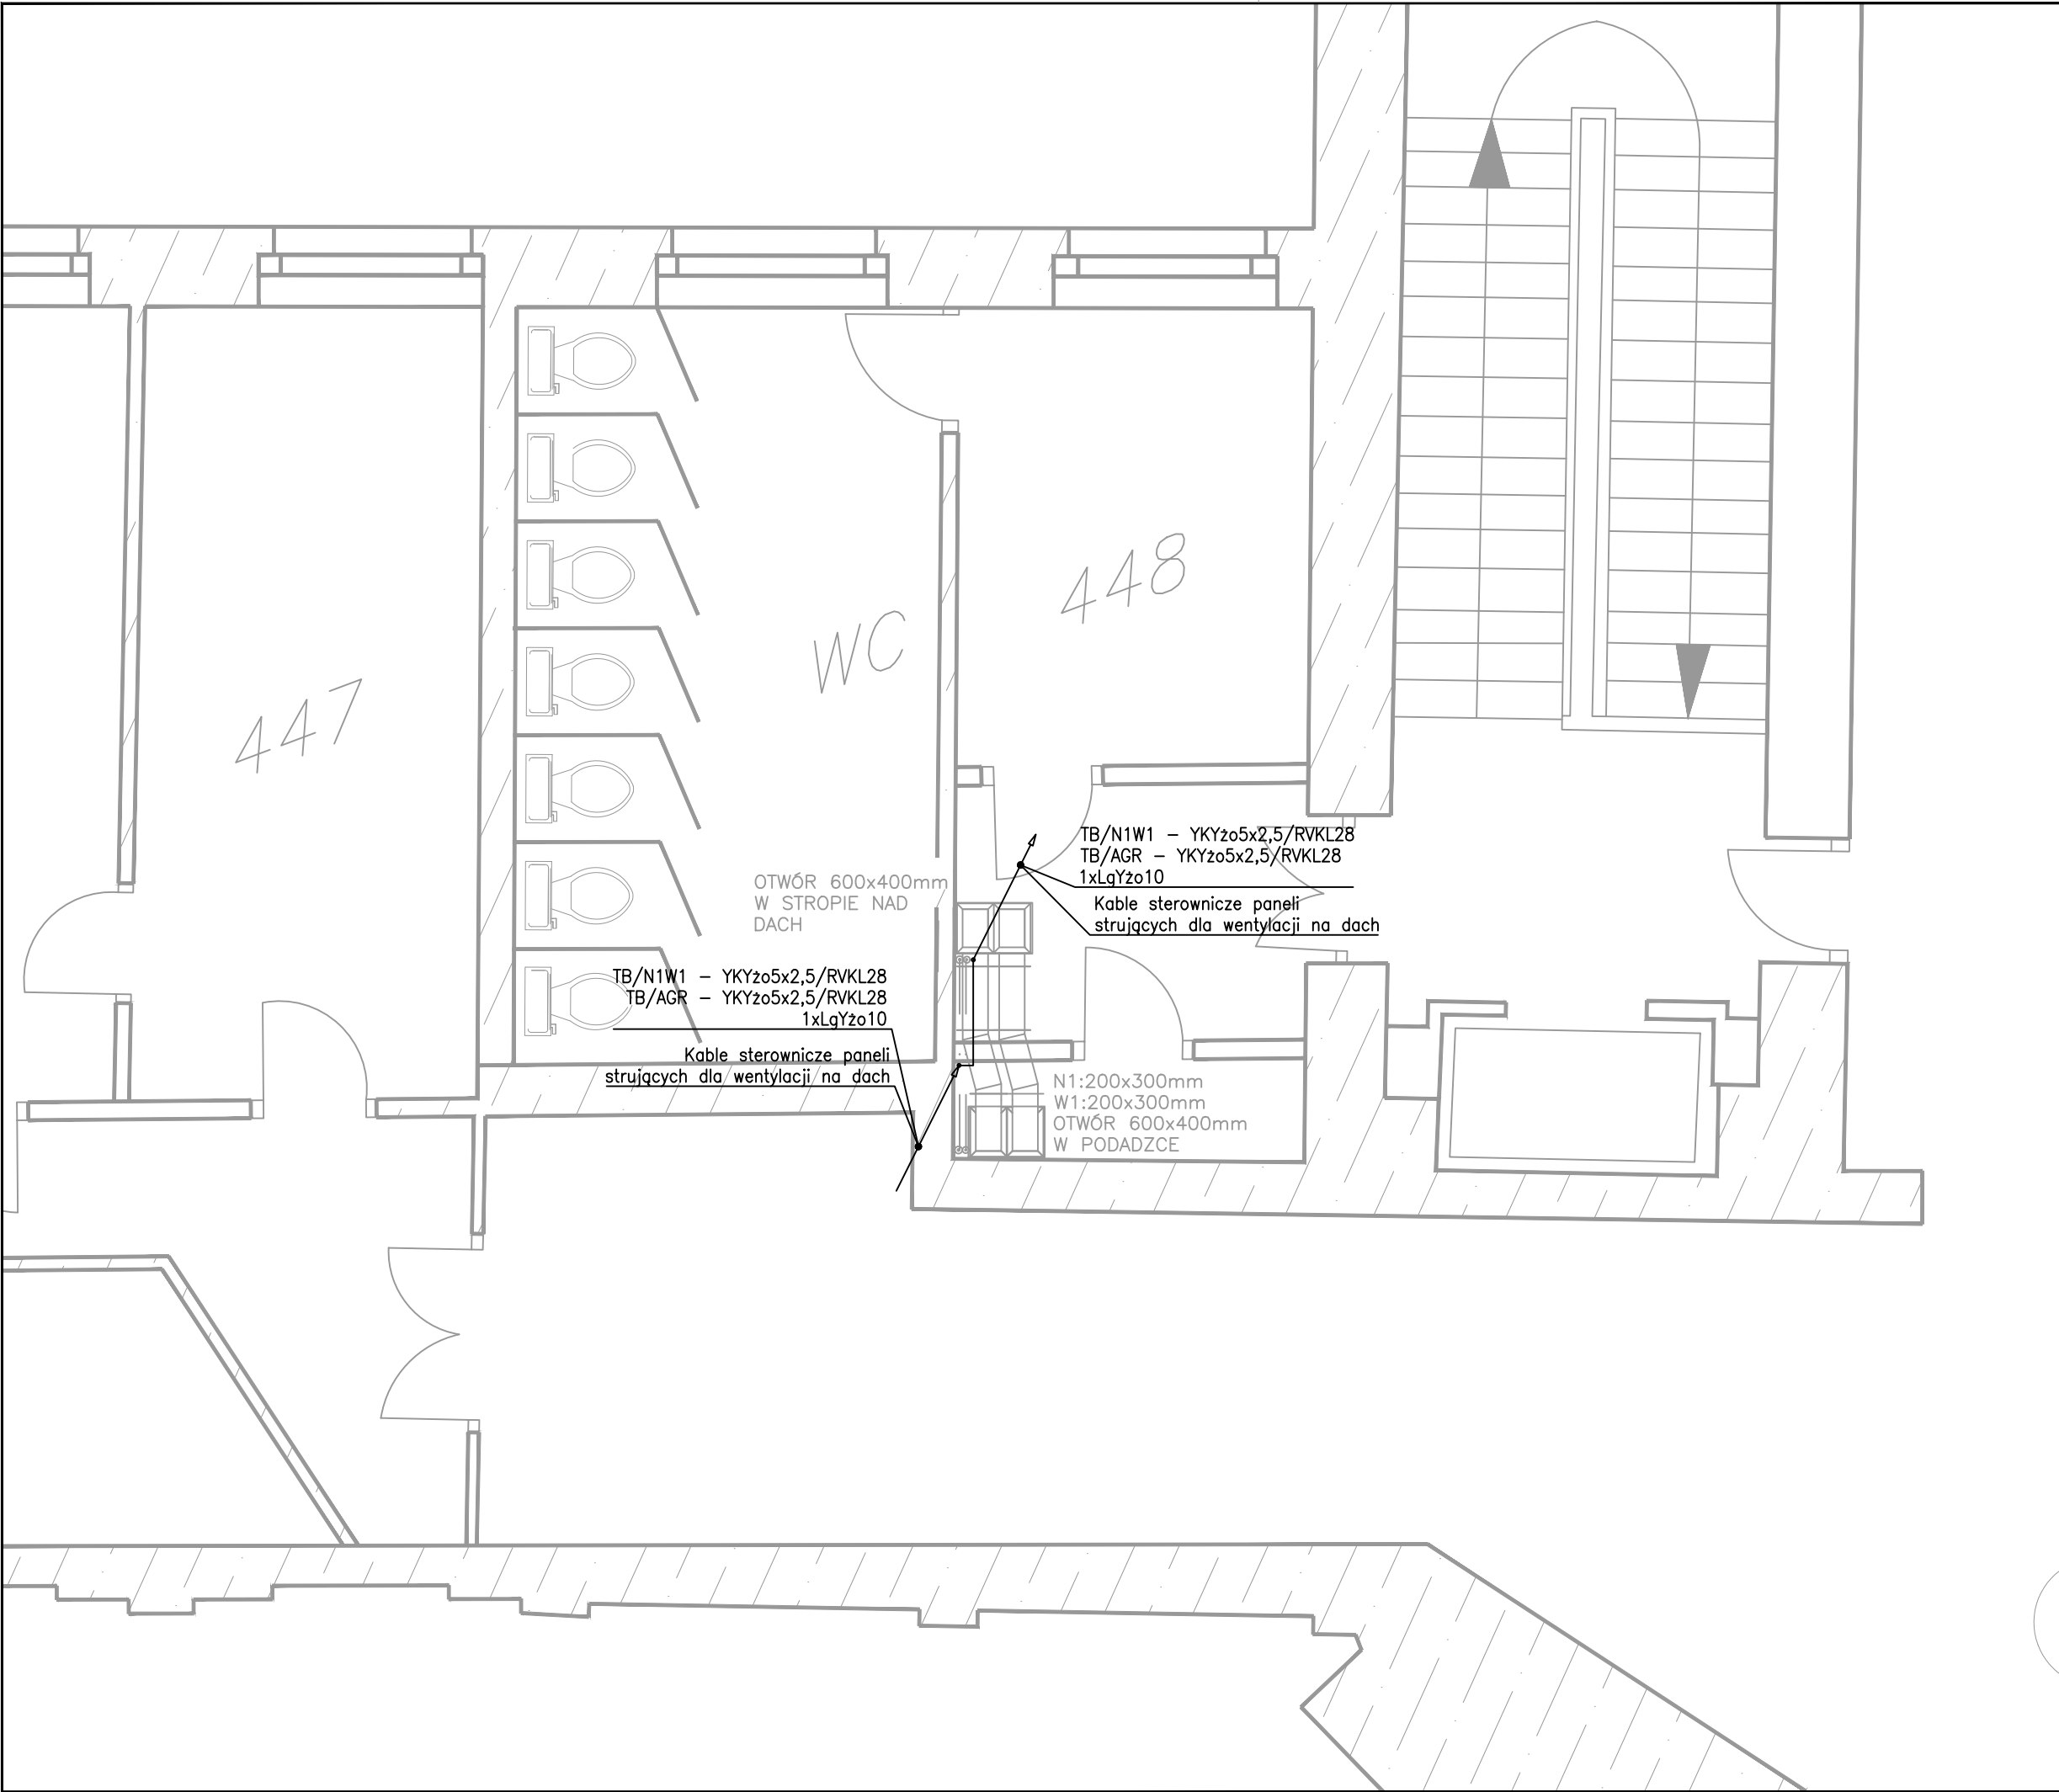 448
WC
447
TB/N1W1 – YKYżo5x2,5/RVKL28
TB/AGR – YKYżo5x2,5/RVKL28
1xLgYżo10
Kable sterownicze paneli
strujących dla wentylacji na dach
OTWÓR 600x400mm
W STROPIE NAD
DACH
TB/N1W1 – YKYżo5x2,5/RVKL28
TB/AGR – YKYżo5x2,5/RVKL28
1xLgYżo10
Kable sterownicze paneli
strujących dla wentylacji na dach
N1:200x300mm
W1:200x300mm
OTWÓR 600x400mm
W PODADZCE